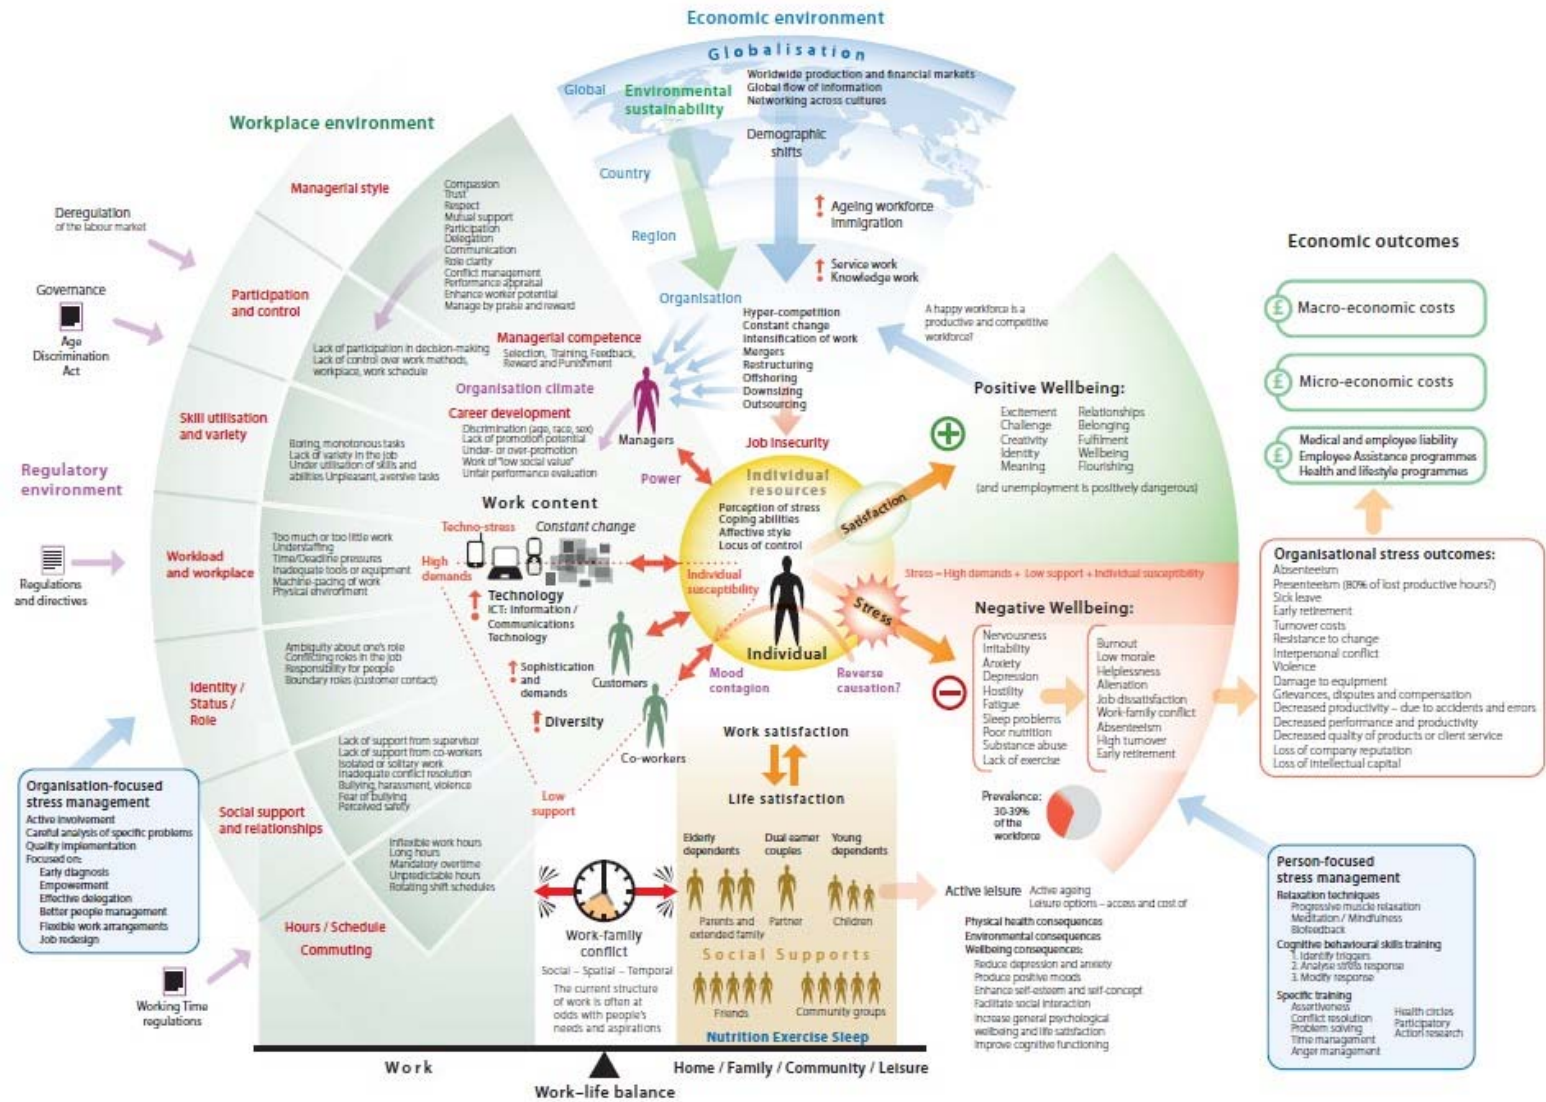 Economic environment
Globalisation
Worldwide production and financial markets
Global flow of information
Networking across cultures
Global
Environmental
sustainability
Demographic
shifts
Country
Ageing workforce
Immigration
Region
Service work
Knowledge work
Organisation
Hyper-competition
Constant change
Intensification of work
Mergers
Restructuring
Offshoring
Downsizing
Outsourcing
Job insecurity
Workplace environment
Managerial style
Compassion
Trust
Respect
Mutual support
Participation
Delegation
Communication
Role clarity
Conflict management
Performance appraisal
Enhance worker potential
Manage by praise and reward
Deregulation
of the labour market
Governance
Age
Discrimination
Act
Regulatory
environment
Regulations
and directives
Participation
and control
Lack of participation in decision-making
Lack of control over work methods,
workplace, work schedule
Managerial competence
Selection, Training, Feedback,
Reward and Punishment
Organisation climate
Career development
Discrimination (age, race, sex)
Lack of promotion potential
Under- or over-promotion
Work of "low social value"
Unfair performance evaluation
Managers
Power
Skill utilisation
and variety
Boring, monotonous tasks
Lack of variety in the job
Under utilisation of skills and
abilities Unpleasant, aversive tasks
Work content
Techno-stress
Constant change
High
demands
Technology
ICT: Information /
Communications
Technology
Sophistication
and
demands
Diversity
Customers
Co-workers
Low
support
Workload
and workplace
Too much or too little work
Understaffing
Time/Deadline pressures
Inadequate tools or equipment
Machine-pacing of work
Physical environment
Identity /
Status /
Role
Ambiguity about one's role
Conflicting roles in the job
Responsibility for people
Boundary roles (customer contact)
Social support
and relationships
Lack of support from supervisor
Lack of support from co-workers
Isolated or solitary work
Inadequate conflict resolution
Bullying, harassment, violence
Fear of bullying
Perceived safety
Hours / Schedule
Commuting
Inflexible work hours
Long hours
Mandatory overtime
Unpredictable hours
Rotating shift schedules
Organisation-focused
stress management
Active involvement
Careful analysis of specific problems
Quality implementation
Focused on:
Early diagnosis
Empowerment
Effective delegation
Better people management
Flexible work arrangements
Job redesign
Working Time
regulations
Individual
resources
Perception of stress
Coping abilities
Affective style
Locus of control
Individual
susceptibility
Individual
Mood
contagion
Reverse
causation?
Satisfaction
Stress
A happy workforce is a
productive and competitive
workforce?
Positive Wellbeing:
Excitement
Challenge
Creativity
Identity
Meaning
Relationships
Belonging
Fulfilment
Wellbeing
Flourishing
(and unemployment is positively dangerous)
Stress = High demands + Low support + Individual susceptibility
Negative Wellbeing:
Nervousness
Irritability
Anxiety
Depression
Hostility
Fatigue
Sleep problems
Poor nutrition
Substance abuse
Lack of exercise
Burnout
Low morale
Helplessness
Alienation
Job dissatisfaction
Work-family conflict
Absenteeism
High turnover
Early retirement
Prevalence:
30-39%
of the
workforce
Economic outcomes
£ Macro-economic costs
£ Micro-economic costs
£
Medical and employee liability
Employee Assistance programmes
Health and lifestyle programmes
Organisational stress outcomes:
Absenteeism
Presenteeism (80% of lost productive hours?)
Sick leave
Early retirement
Turnover costs
Resistance to change
Interpersonal conflict
Violence
Damage to equipment
Grievances, disputes and compensation
Decreased productivity – due to accidents and errors
Decreased performance and productivity
Decreased quality of products or client service
Loss of company reputation
Loss of intellectual capital
Person-focused
stress management
Relaxation techniques
Progressive muscle relaxation
Meditation / Mindfulness
Biofeedback
Cognitive behavioural skills training
1. Identify triggers
2. Analyse stress response
3. Modify response
Specific training
Assertiveness
Conflict resolution
Problem solving
Time management
Anger management
Health circles
Participatory
Action research
Work satisfaction
Life satisfaction
Elderly
dependents
Dual earner
couples
Young
dependents
Parents and
extended family
Partner
Children
Social Supports
Friends
Community groups
Nutrition Exercise Sleep
Work-family
conflict
Social – Spatial – Temporal
The current structure
of work is often at
odds with people's
needs and aspirations
Active leisure
Active ageing
Leisure options – access and cost of
Physical health consequences
Environmental consequences
Wellbeing consequences:
Reduce depression and anxiety
Produce positive moods
Enhance self-esteem and self-concept
Facilitate social interaction
Increase general psychological
wellbeing and life satisfaction
Improve cognitive functioning
Work
Home / Family / Community / Leisure
Work–life balance